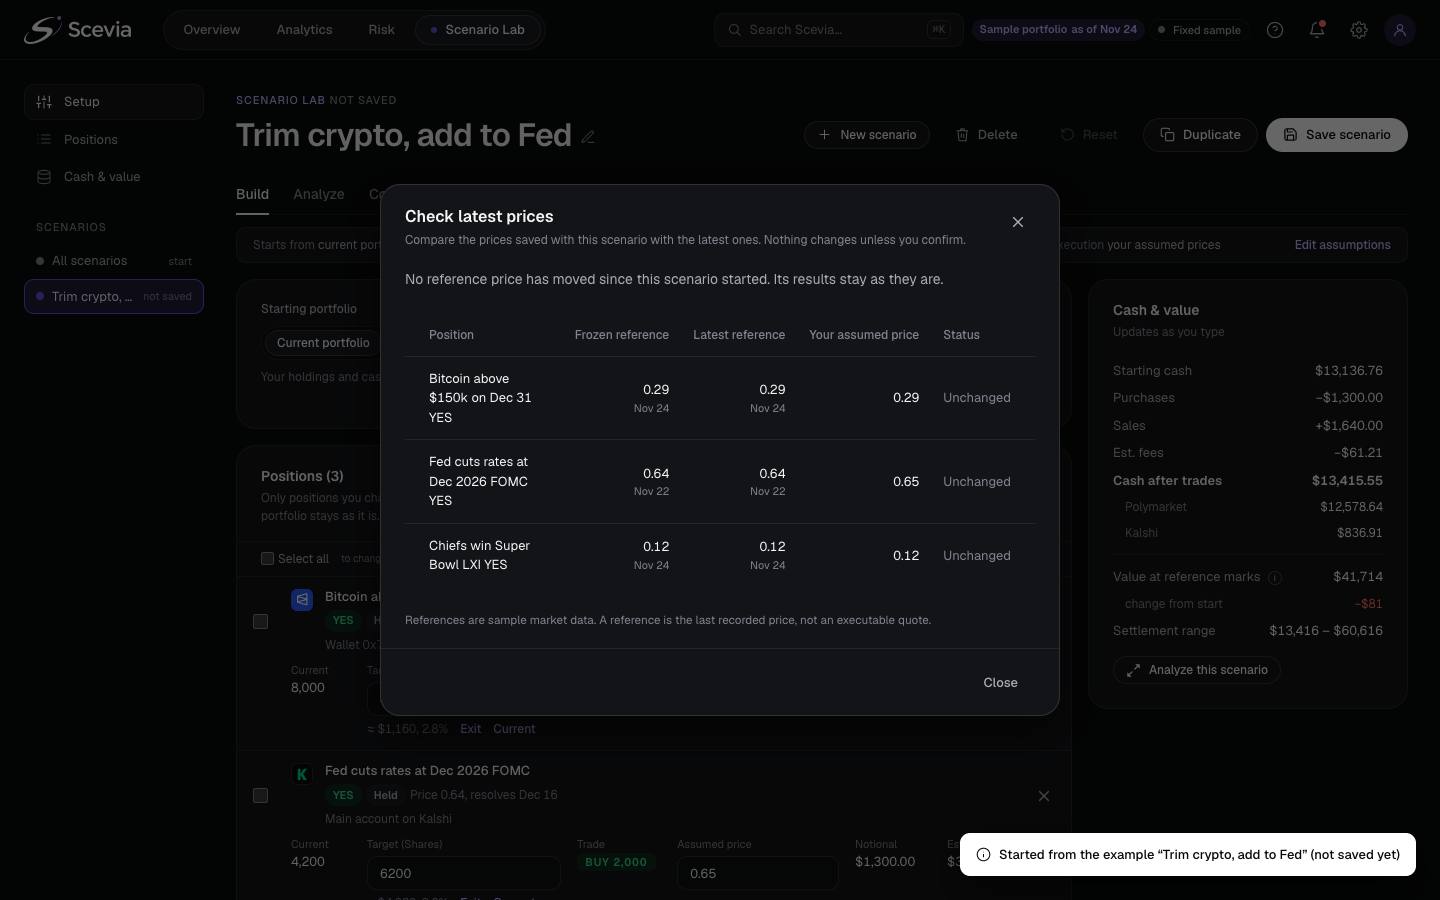 Scevia
Overview
Analytics
Risk
Scenario Lab
Search Scevia...
⌘K
Sample portfolio as of Nov 24
Fixed sample
Setup
Positions
Cash & value
SCENARIOS
All scenarios
start
Trim crypto, ...
not saved
SCENARIO LAB NOT SAVED
Trim crypto, add to Fed
New scenario
Delete
Reset
Duplicate
Save scenario
Build
Analyze
Starts from current
your assumed prices
Edit assumptions
Starting portfolio
Current portfolio
Your holdings and
Positions (3)
Only positions you
portfolio stays as it is.
Select all
to
Bitcoin
YES
Wallet
Current
8,000
≈ $1,160, 2.8%
Exit
Current
Check latest prices
Compare the prices saved with this scenario with the latest ones. Nothing changes unless you confirm.
No reference price has moved since this scenario started. Its results stay as they are.
Position
Frozen reference
Latest reference
Your assumed price
Status
Bitcoin above
$150k on Dec 31
YES
0.29
Nov 24
0.29
Nov 24
0.29
Unchanged
Fed cuts rates at
Dec 2026 FOMC
YES
0.64
Nov 22
0.64
Nov 22
0.65
Unchanged
Chiefs win Super
Bowl LXI YES
0.12
Nov 24
0.12
Nov 24
0.12
Unchanged
References are sample market data. A reference is the last recorded price, not an executable quote.
Close
Fed cuts rates at Dec 2026 FOMC
YES
Held
Price 0.64, resolves Dec 16
Main account on Kalshi
Current
4,200
Target (Shares)
6200
Trade
BUY 2,000
Assumed price
0.65
Notional
$1,300.00
Cash & value
Updates as you type
Starting cash
$13,136.76
Purchases
−$1,300.00
Sales
+$1,640.00
Est. fees
−$61.21
Cash after trades
$13,415.55
Polymarket
$12,578.64
Kalshi
$836.91
Value at reference marks
$41,714
change from start
−$81
Settlement range
$13,416 – $60,616
Analyze this scenario
Started from the example “Trim crypto, add to Fed” (not saved yet)